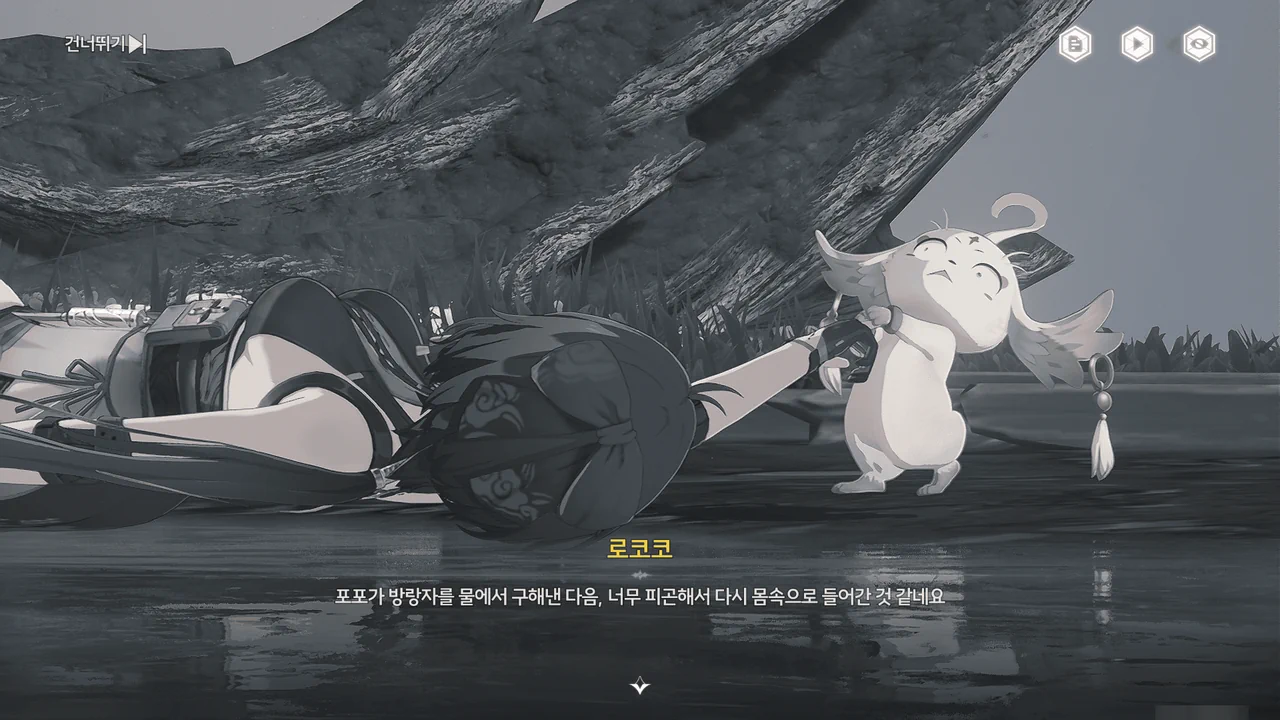 건너뛰기
로코코
포포가 방랑자를 물에서 구해낸 다음, 너무 피곤해서 다시 몸속으로 들어간 것 같네요